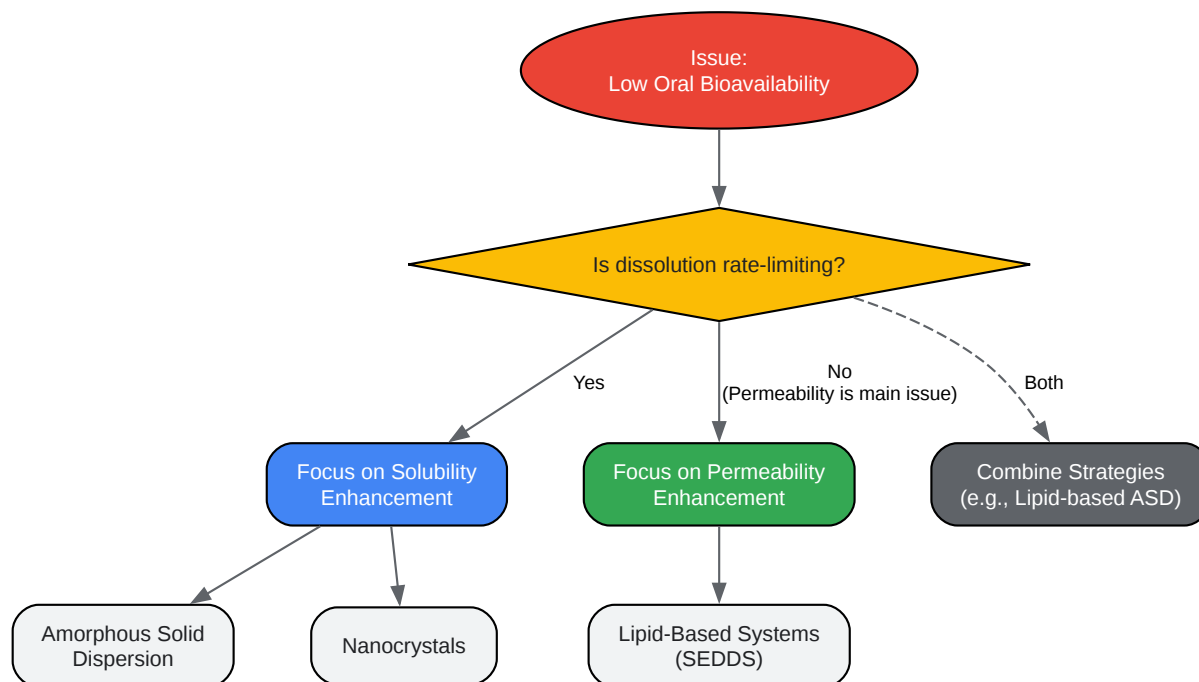 Issue:
Low Oral Bioavailability
Is dissolution rate-limiting?
Yes
No
(Permeability is main issue)
Both
Focus on Solubility
Enhancement
Focus on Permeability
Enhancement
Combine Strategies
(e.g., Lipid-based ASD)
Amorphous Solid
Dispersion
Nanocrystals
Lipid-Based Systems
(SEDDS)